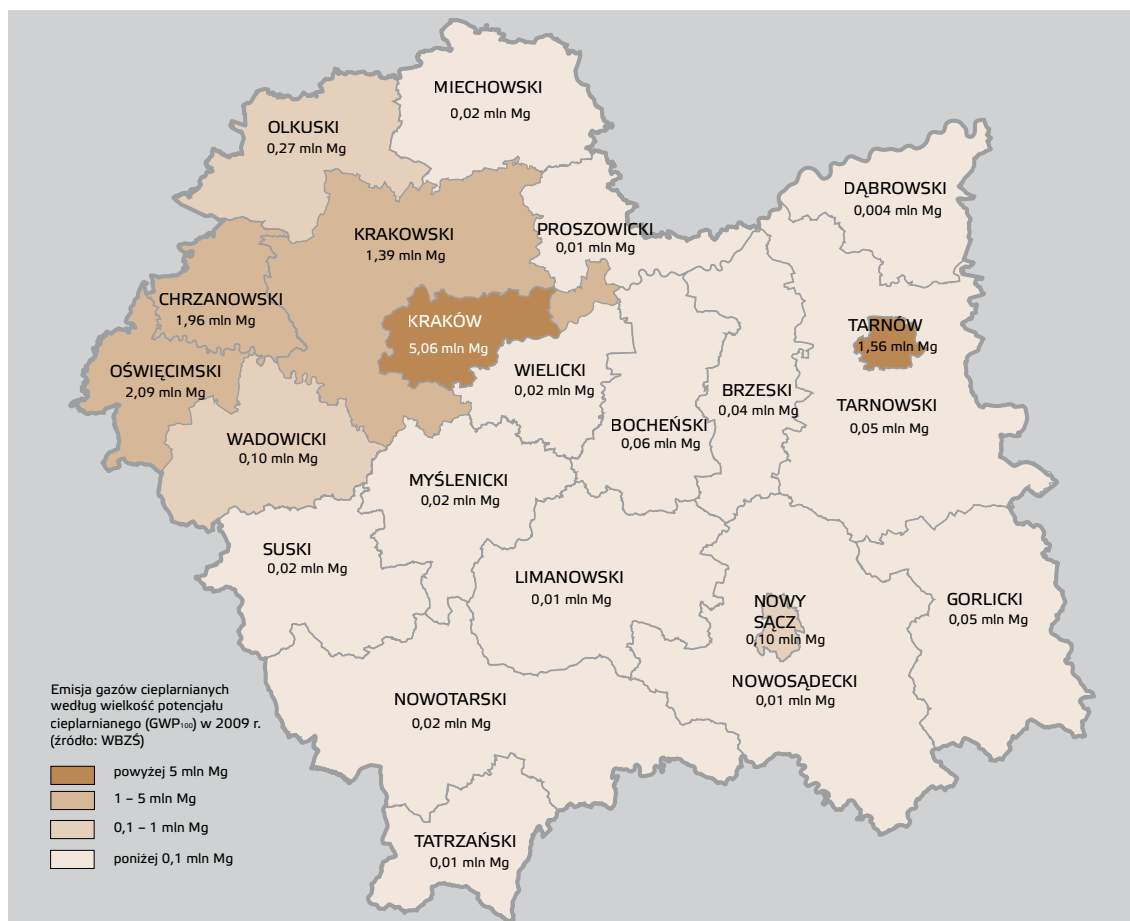 MIECHOWSKI
0,02 mln Mg
OLKUSKI
0,27 mln Mg
DĄBROWSKI
0,004 mln Mg
KRAKOWSKI
1,39 mln Mg
PROSZOWICKI
0,01 mln Mg
CHRZANOWSKI
1,96 mln Mg
KRAKÓW
5,06 mln Mg
TARNÓW
1,56 mln Mg
OŚWIĘCIMSKI
2,09 mln Mg
WIELICKI
0,02 mln Mg
BRZESKI
0,04 mln Mg
TARNOWSKI
0,05 mln Mg
BOCHEŃSKI
0,06 mln Mg
WADOWICKI
0,10 mln Mg
MYŚLENICKI
0,02 mln Mg
SUSKI
0,02 mln Mg
LIMANOWSKI
0,01 mln Mg
NOWY
SĄCZ
0,10 mln Mg
GORLICKI
0,05 mln Mg
NOWOSĄDECKI
0,01 mln Mg
NOWOTARSKI
0,02 mln Mg
TATRZAŃSKI
0,01 mln Mg
Emisja gazów cieplarnianych
według wielkość potencjału
cieplarnianego (GWP₁₀₀) w 2009 r.
(źródło: WBZŚ)
powyżej 5 mln Mg
1 – 5 mln Mg
0,1 – 1 mln Mg
poniżej 0,1 mln Mg